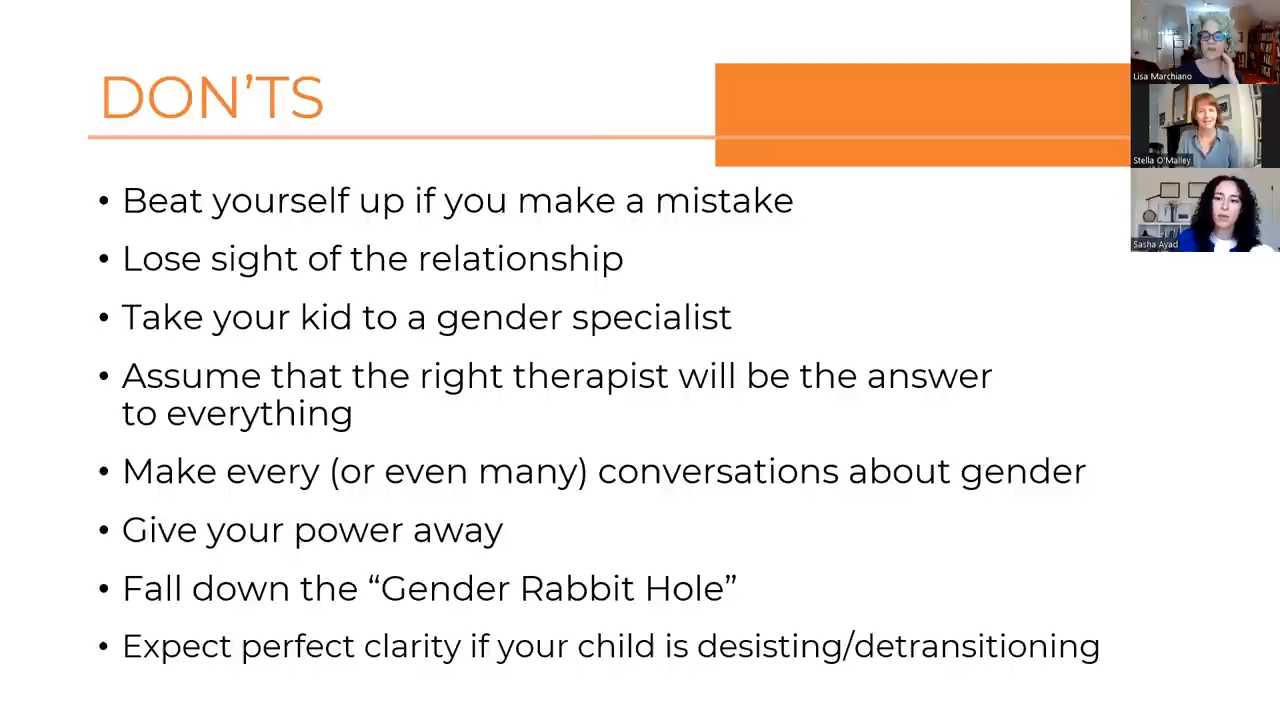 DON'TS
• Beat yourself up if you make a mistake
• Lose sight of the relationship
• Take your kid to a gender specialist
• Assume that the right therapist will be the answer
to everything
• Make every (or even many) conversations about gender
• Give your power away
• Fall down the “Gender Rabbit Hole”
• Expect perfect clarity if your child is desisting/detransitioning
Lisa Marchiano
Stella O'Malley
Sasha Ayad